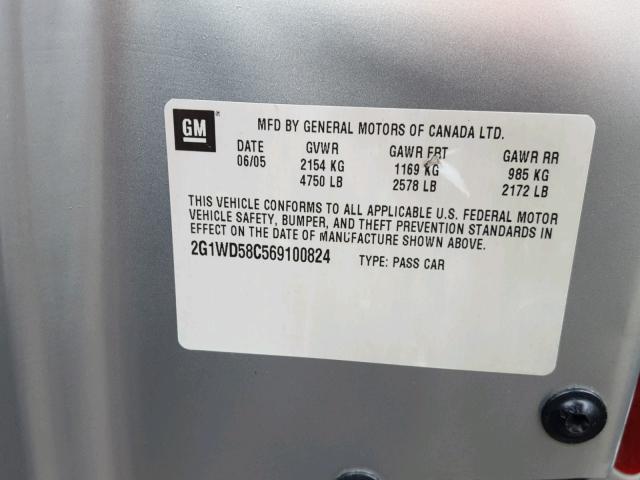 GM MFD BY GENERAL MOTORS OF CANADA LTD.
DATE GVWR GAWR FRT GAWR RR
06/05 2154 KG 1169 KG 985 KG
4750 LB 2578 LB 2172 LB
THIS VEHICLE CONFORMS TO ALL APPLICABLE U.S. FEDERAL MOTOR
VEHICLE SAFETY, BUMPER, AND THEFT PREVENTION STANDARDS IN
EFFECT ON THE DATE OF MANUFACTURE SHOWN ABOVE.
2G1WD58C569100824 TYPE: PASS CAR